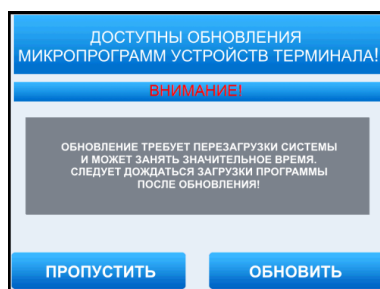 ДОСТУПНЫ ОБНОВЛЕНИЯ
МИКРОПРОГРАММ УСТРОЙСТВ ТЕРМИНАЛА!
ВНИМАНИЕ!
ОБНОВЛЕНИЕ ТРЕБУЕТ ПЕРЕЗАГРУЗКИ СИСТЕМЫ
И МОЖЕТ ЗАНЯТЬ ЗНАЧИТЕЛЬНОЕ ВРЕМЯ.
СЛЕДУЕТ ДОЖДАТЬСЯ ЗАГРУЗКИ ПРОГРАММЫ
ПОСЛЕ ОБНОВЛЕНИЯ!
ПРОПУСТИТЬ ОБНОВИТЬ